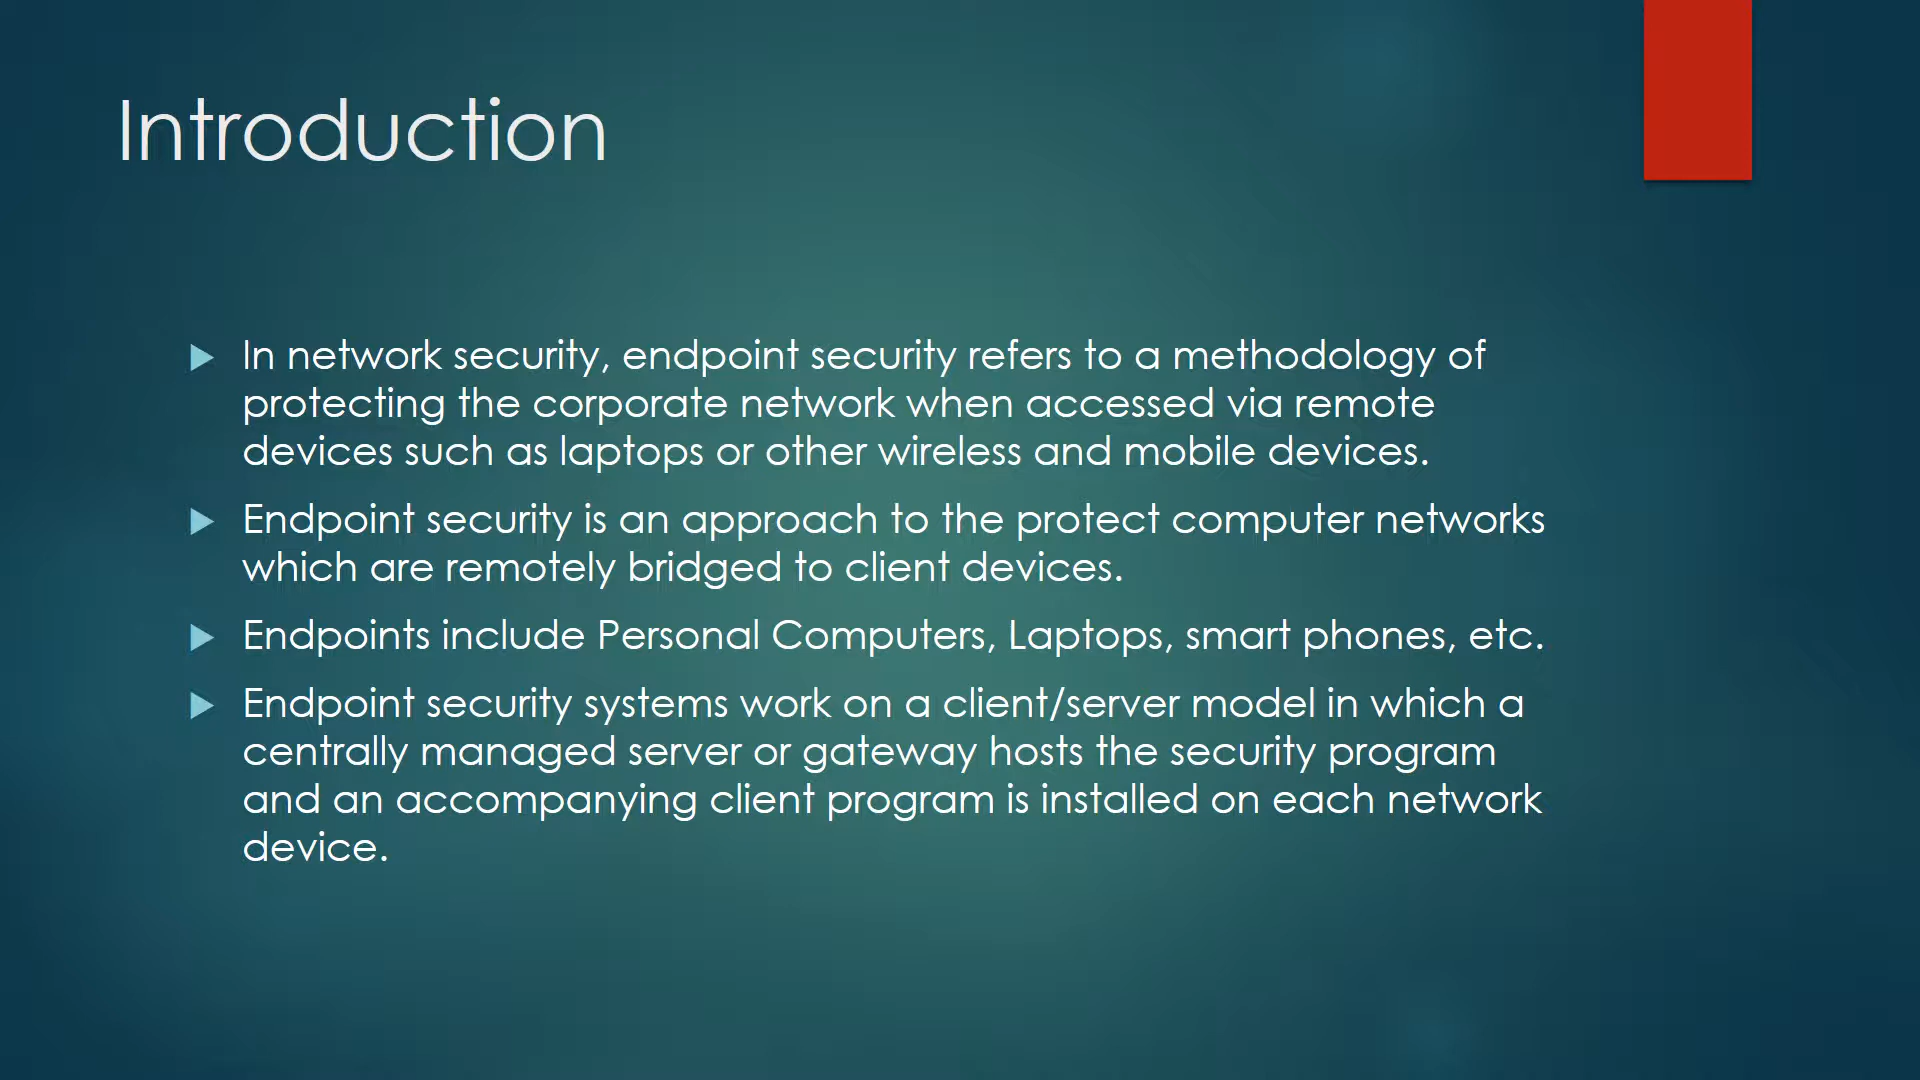 Introduction
In network security, endpoint security refers to a methodology of
protecting the corporate network when accessed via remote
devices such as laptops or other wireless and mobile devices.
Endpoint security is an approach to the protect computer networks
which are remotely bridged to client devices.
Endpoints include Personal Computers, Laptops, smart phones, etc.
Endpoint security systems work on a client/server model in which a
centrally managed server or gateway hosts the security program
and an accompanying client program is installed on each network
device.